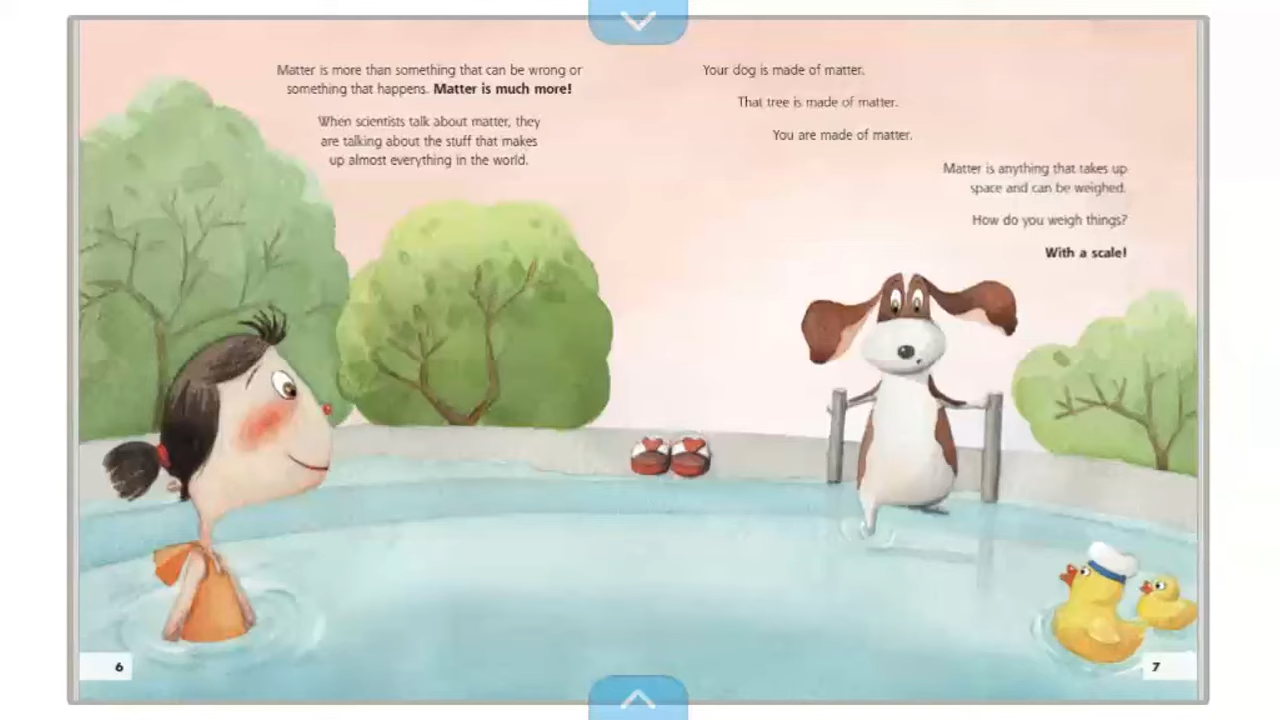 Matter is more than something that can be wrong or
something that happens. Matter is much more!
When scientists talk about matter, they
are talking about the stuff that makes
up almost everything in the world.
Your dog is made of matter.
That tree is made of matter.
You are made of matter.
Matter is anything that takes up
space and can be weighed.
How do you weigh things?
With a scale!
6
7